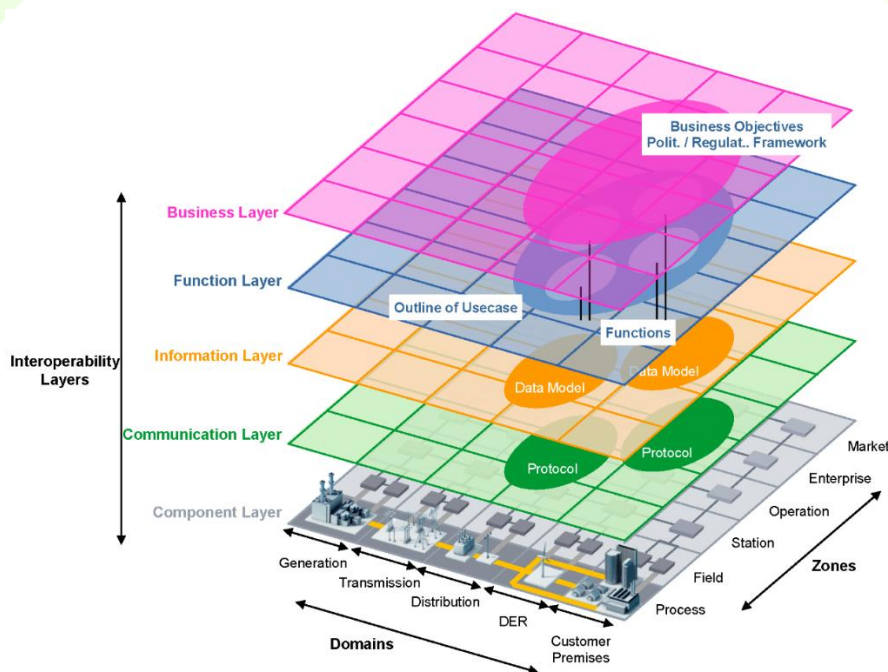 Business Objectives
Polit. / Regulat.. Framework
Business Layer
Function Layer
Outline of Usecase
Functions
Interoperability
Layers
Information Layer
Data Model
Data Model
Communication Layer
Protocol
Protocol
Component Layer
Market
Enterprise
Operation
Station
Field
Process
Zones
Generation
Transmission
Distribution
DER
Customer
Premises
Domains